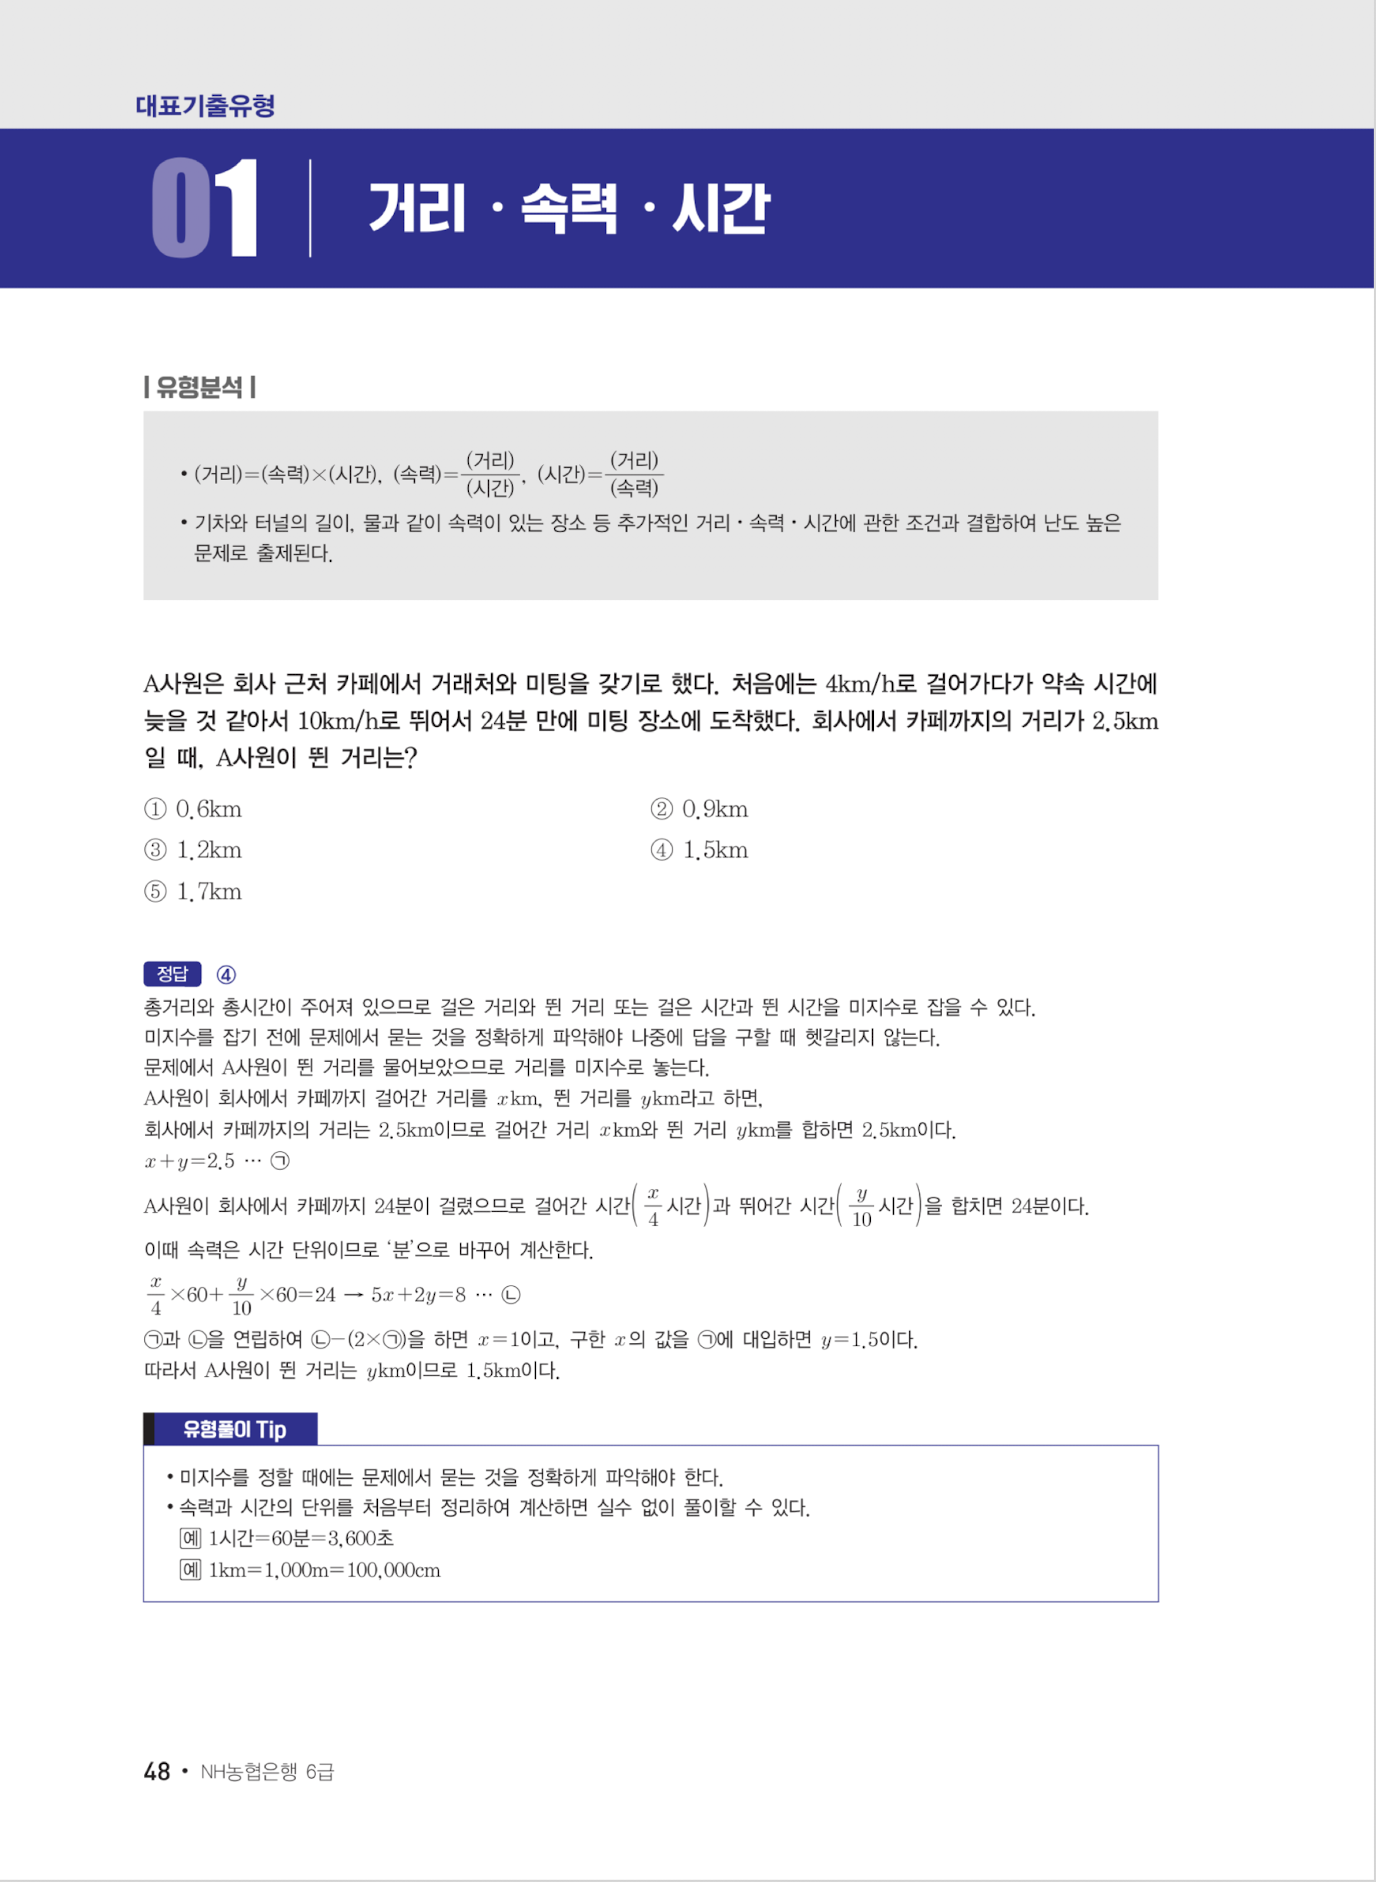 대표기출유형
01 거리 · 속력 · 시간
| 유형분석 |
• (거리)=(속력)×(시간), (속력)=(거리)/(시간), (시간)=(거리)/(속력)
• 기차와 터널의 길이, 물과 같이 속력이 있는 장소 등 추가적인 거리 · 속력 · 시간에 관한 조건과 결합하여 난도 높은
문제로 출제된다.
A사원은 회사 근처 카페에서 거래처와 미팅을 갖기로 했다. 처음에는 4km/h로 걸어가다가 약속 시간에
늦을 것 같아서 10km/h로 뛰어서 24분 만에 미팅 장소에 도착했다. 회사에서 카페까지의 거리가 2.5km
일 때, A사원이 뛴 거리는?
① 0.6km ② 0.9km
③ 1.2km ④ 1.5km
⑤ 1.7km
정답 ④
총거리와 총시간이 주어져 있으므로 걸은 거리와 뛴 거리 또는 걸은 시간과 뛴 시간을 미지수로 잡을 수 있다.
미지수를 잡기 전에 문제에서 묻는 것을 정확하게 파악해야 나중에 답을 구할 때 헷갈리지 않는다.
문제에서 A사원이 뛴 거리를 물어보았으므로 거리를 미지수로 놓는다.
A사원이 회사에서 카페까지 걸어간 거리를 xkm, 뛴 거리를 ykm라고 하면,
회사에서 카페까지의 거리는 2.5km이므로 걸어간 거리 xkm와 뛴 거리 ykm를 합하면 2.5km이다.
x+y=2.5 … ㉠
A사원이 회사에서 카페까지 24분이 걸렸으므로 걸어간 시간(x/4시간)과 뛰어간 시간(y/10시간)을 합치면 24분이다.
이때 속력은 시간 단위이므로 ‘분’으로 바꾸어 계산한다.
x/4×60+y/10×60=24 → 5x+2y=8 … ㉡
㉠과 ㉡을 연립하여 ㉡-(2×㉠)을 하면 x=1이고, 구한 x의 값을 ㉠에 대입하면 y=1.5이다.
따라서 A사원이 뛴 거리는 ykm이므로 1.5km이다.
유형풀이 Tip
• 미지수를 정할 때에는 문제에서 묻는 것을 정확하게 파악해야 한다.
• 속력과 시간의 단위를 처음부터 정리하여 계산하면 실수 없이 풀이할 수 있다.
예 1시간=60분=3,600초
예 1km=1,000m=100,000cm
48 • NH농협은행 6급